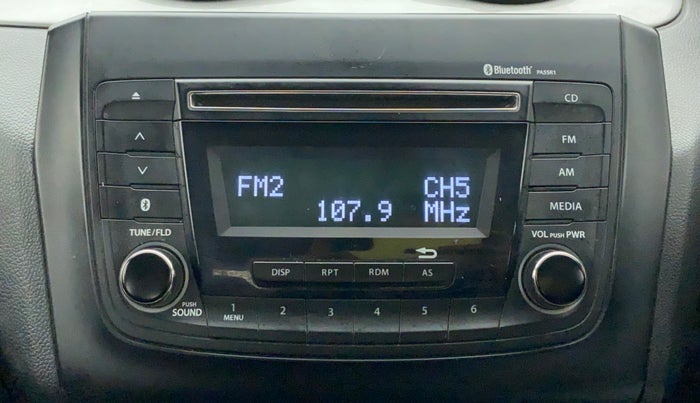 Bluetooth PA5SR1
CD
FM
AM
MEDIA
FM2 CH5
107.9 MHz
TUNE/FLD
VOL PUSH PWR
DISP RPT RDM AS
PUSH
SOUND
1 2 3 4 5 6
MENU